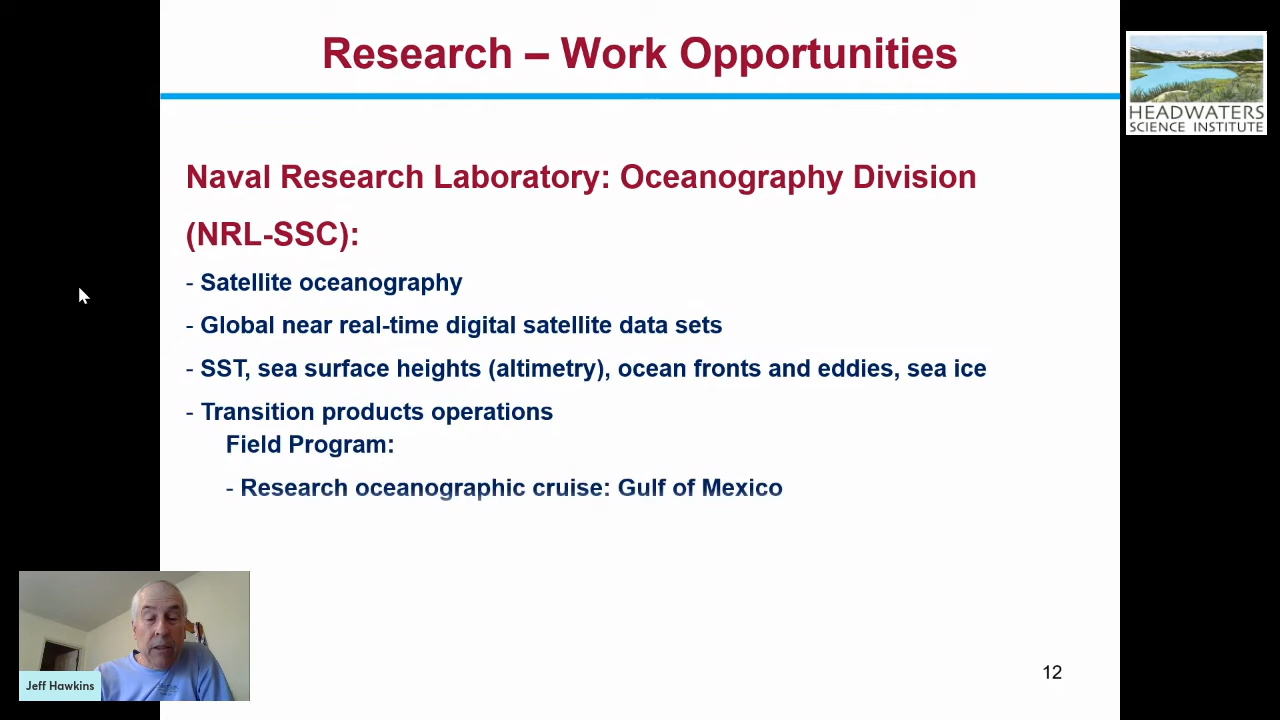 Research – Work Opportunities
HEADWATERS
SCIENCE INSTITUTE
Naval Research Laboratory: Oceanography Division
(NRL-SSC):
- Satellite oceanography
- Global near real-time digital satellite data sets
- SST, sea surface heights (altimetry), ocean fronts and eddies, sea ice
- Transition products operations
Field Program:
- Research oceanographic cruise: Gulf of Mexico
Jeff Hawkins
12